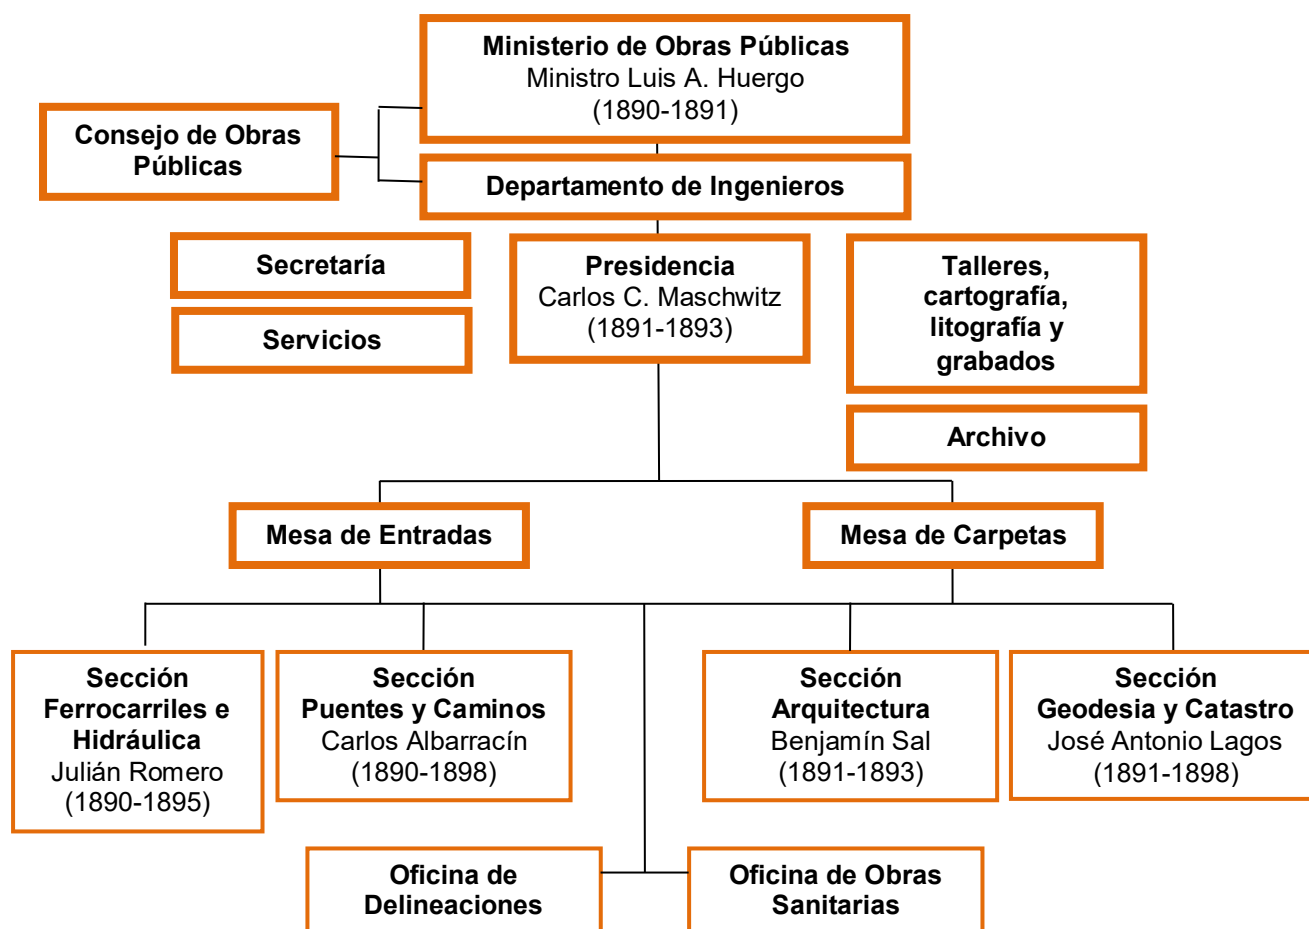 Ministerio de Obras Públicas
Ministro Luis A. Huergo
(1890-1891)
Consejo de Obras
Públicas
Departamento de Ingenieros
Secretaría
Servicios
Presidencia
Carlos C. Maschwitz
(1891-1893)
Talleres,
cartografía,
litografía y
grabados
Archivo
Mesa de Entradas
Mesa de Carpetas
Sección
Ferrocarriles e
Hidráulica
Julián Romero
(1890-1895)
Sección
Puentes y Caminos
Carlos Albarracín
(1890-1898)
Sección
Arquitectura
Benjamín Sal
(1891-1893)
Sección
Geodesia y Catastro
José Antonio Lagos
(1891-1898)
Oficina de
Delineaciones
Oficina de Obras
Sanitarias